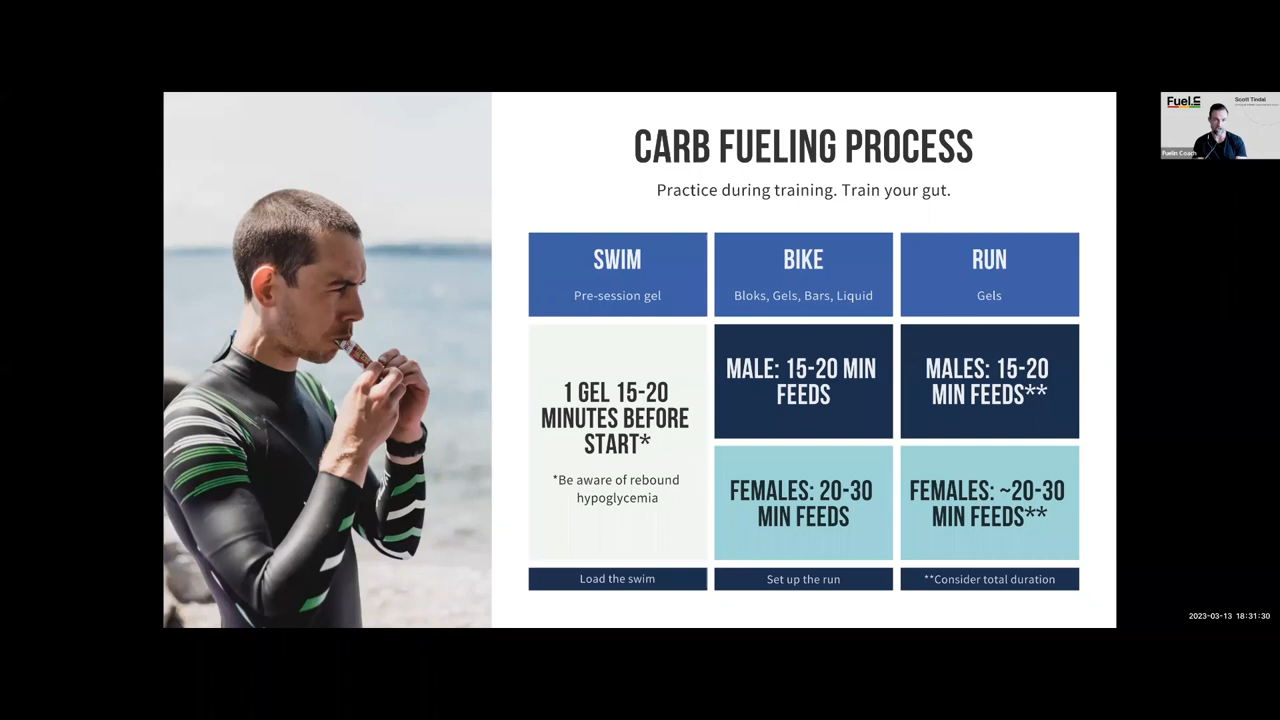 CARB FUELING PROCESS
Practice during training. Train your gut.
SWIM
Pre-session gel
BIKE
Bloks, Gels, Bars, Liquid
RUN
Gels
1 GEL 15-20
MINUTES BEFORE
START*
*Be aware of rebound
hypoglycemia
MALE: 15-20 MIN
FEEDS
MALES: 15-20
MIN FEEDS**
FEMALES: 20-30
MIN FEEDS
FEMALES: ~20-30
MIN FEEDS**
Load the swim
Set up the run
**Consider total duration
Fuel.in
Scott Tindal
Fuelin Coach
2023-03-13 18:31:30